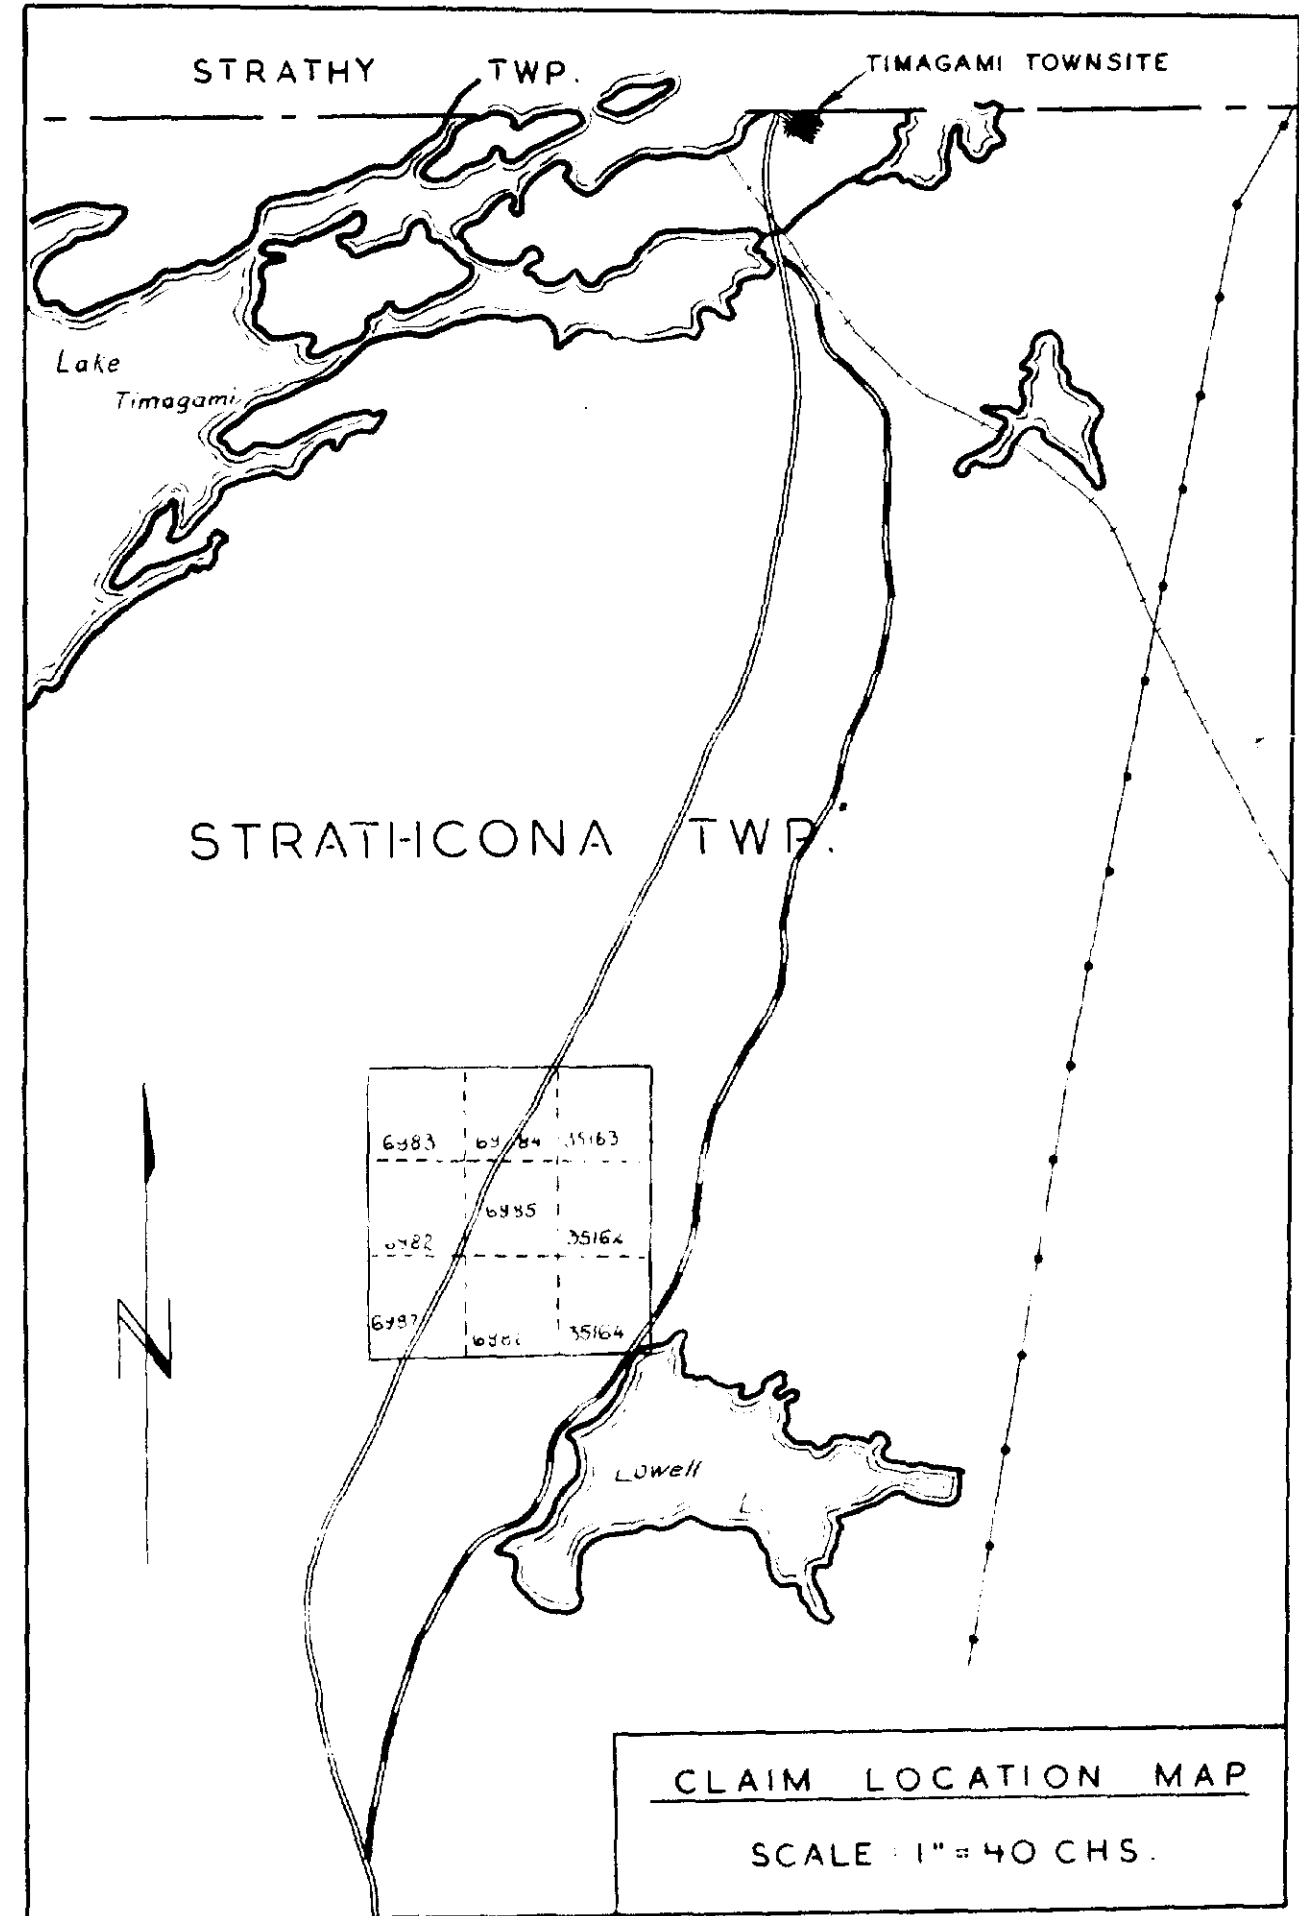 STRATHY TWP.
TIMAGAMI TOWNSITE
Lake
Timagami
STRATHCONA TWP.
6983 6984 35163
6985
6982 35162
35164
Lowell
L
N
CLAIM LOCATION MAP
SCALE : 1" = 40 CHS.